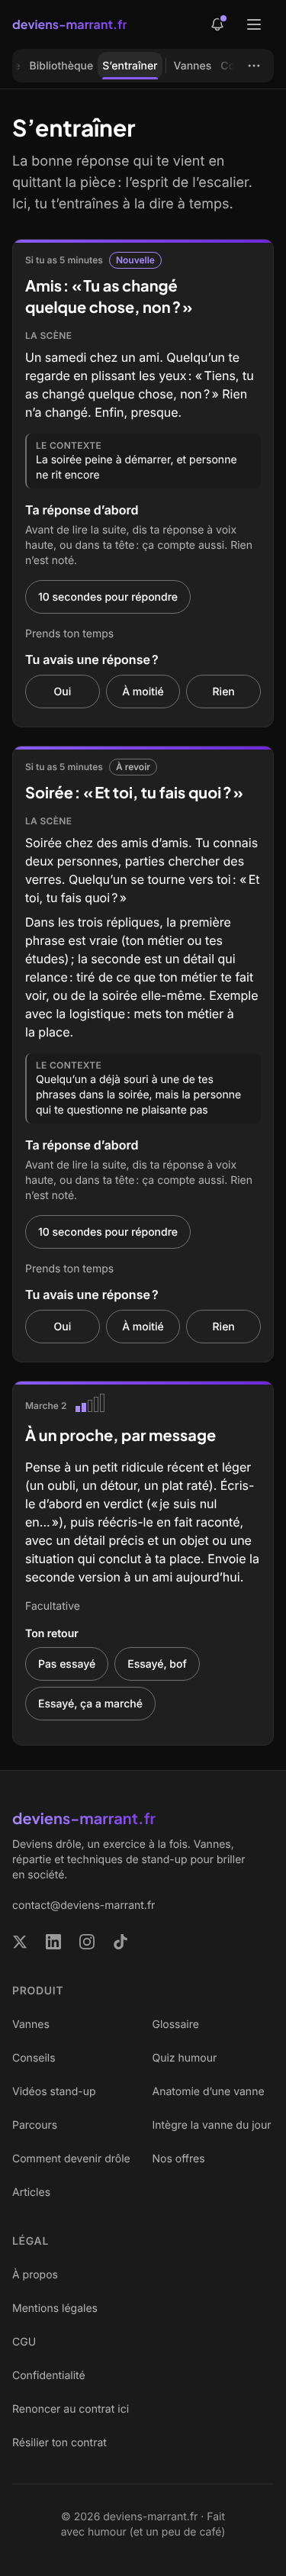 deviens-marrant.fr
Bibliothèque
S’entraîner
Vannes
S’entraîner
La bonne réponse qui te vient en
quittant la pièce : l’esprit de l’escalier.
Ici, tu t’entraînes à la dire à temps.
Si tu as 5 minutes
Nouvelle
Amis : « Tu as changé
quelque chose, non ? »
LA SCÈNE
Un samedi chez un ami. Quelqu’un te
regarde en plissant les yeux : « Tiens, tu
as changé quelque chose, non ? » Rien
n’a changé. Enfin, presque.
LE CONTEXTE
La soirée peine à démarrer, et personne
ne rit encore
Ta réponse d’abord
Avant de lire la suite, dis ta réponse à voix
haute, ou dans ta tête : ça compte aussi. Rien
n’est noté.
10 secondes pour répondre
Prends ton temps
Tu avais une réponse ?
Oui
À moitié
Rien
Si tu as 5 minutes
À revoir
Soirée : « Et toi, tu fais quoi ? »
LA SCÈNE
Soirée chez des amis d’amis. Tu connais
deux personnes, parties chercher des
verres. Quelqu’un se tourne vers toi : « Et
toi, tu fais quoi ? »
Dans les trois répliques, la première
phrase est vraie (ton métier ou tes
études) ; la seconde est un détail qui
relance : tiré de ce que ton métier te fait
voir, ou de la soirée elle-même. Exemple
avec la logistique : mets ton métier à
la place.
LE CONTEXTE
Quelqu’un a déjà souri à une de tes
phrases dans la soirée, mais la personne
qui te questionne ne plaisante pas
Ta réponse d’abord
Avant de lire la suite, dis ta réponse à voix
haute, ou dans ta tête : ça compte aussi. Rien
n’est noté.
10 secondes pour répondre
Prends ton temps
Tu avais une réponse ?
Oui
À moitié
Rien
Marche 2
À un proche, par message
Pense à un petit ridicule récent et léger
(un oubli, un détour, un plat raté). Écris-
le d’abord en verdict (« je suis nul
en… »), puis réécris-le en fait raconté,
avec un détail précis et un objet ou une
situation qui conclut à ta place. Envoie la
seconde version à un ami aujourd’hui.
Facultative
Ton retour
Pas essayé
Essayé, bof
Essayé, ça a marché
deviens-marrant.fr
Deviens drôle, un exercice à la fois. Vannes,
répartie et techniques de stand-up pour briller
en société.
contact@deviens-marrant.fr
PRODUIT
Vannes
Glossaire
Conseils
Quiz humour
Vidéos stand-up
Anatomie d’une vanne
Parcours
Intègre la vanne du jour
Comment devenir drôle
Nos offres
Articles
LÉGAL
À propos
Mentions légales
CGU
Confidentialité
Renoncer au contrat ici
Résilier ton contrat
© 2026 deviens-marrant.fr · Fait
avec humour (et un peu de café)